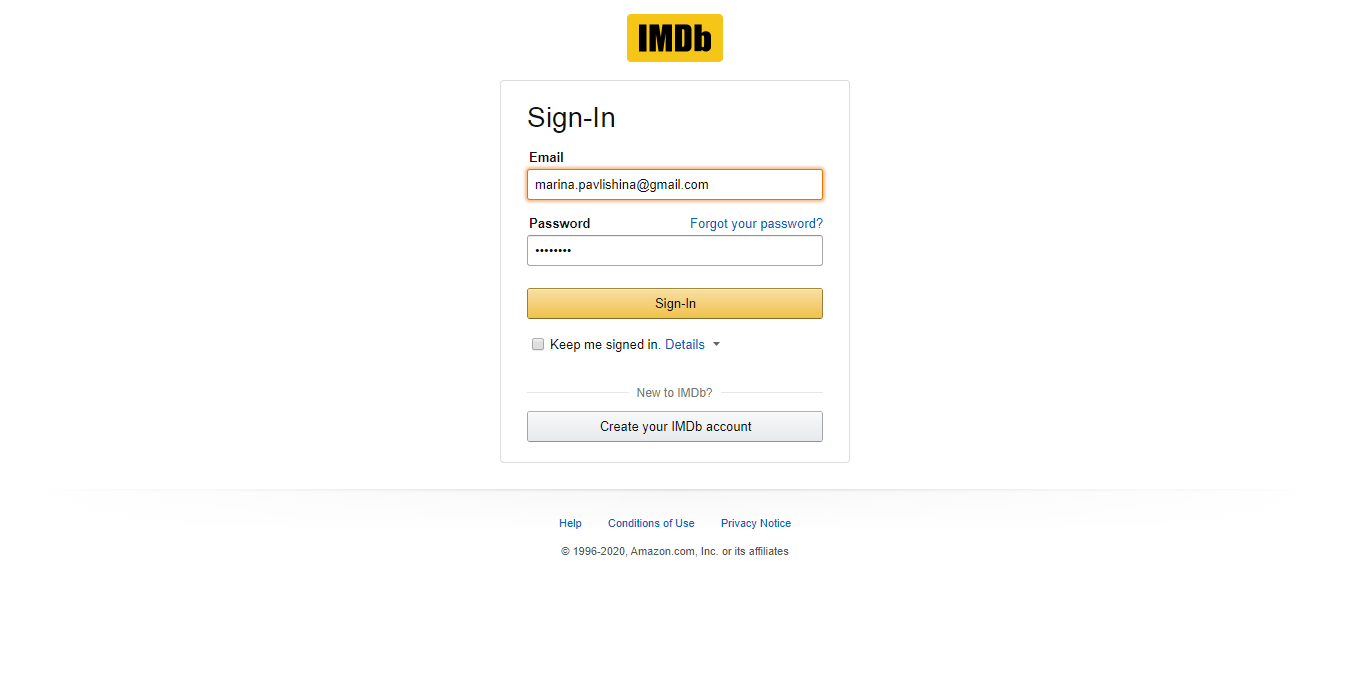 IMDb
Sign-In
Email
marina.pavlishina@gmail.com
Password Forgot your password?
••••••••
Sign-In
Keep me signed in. Details
New to IMDb?
Create your IMDb account
Help Conditions of Use Privacy Notice
© 1996-2020, Amazon.com, Inc. or its affiliates